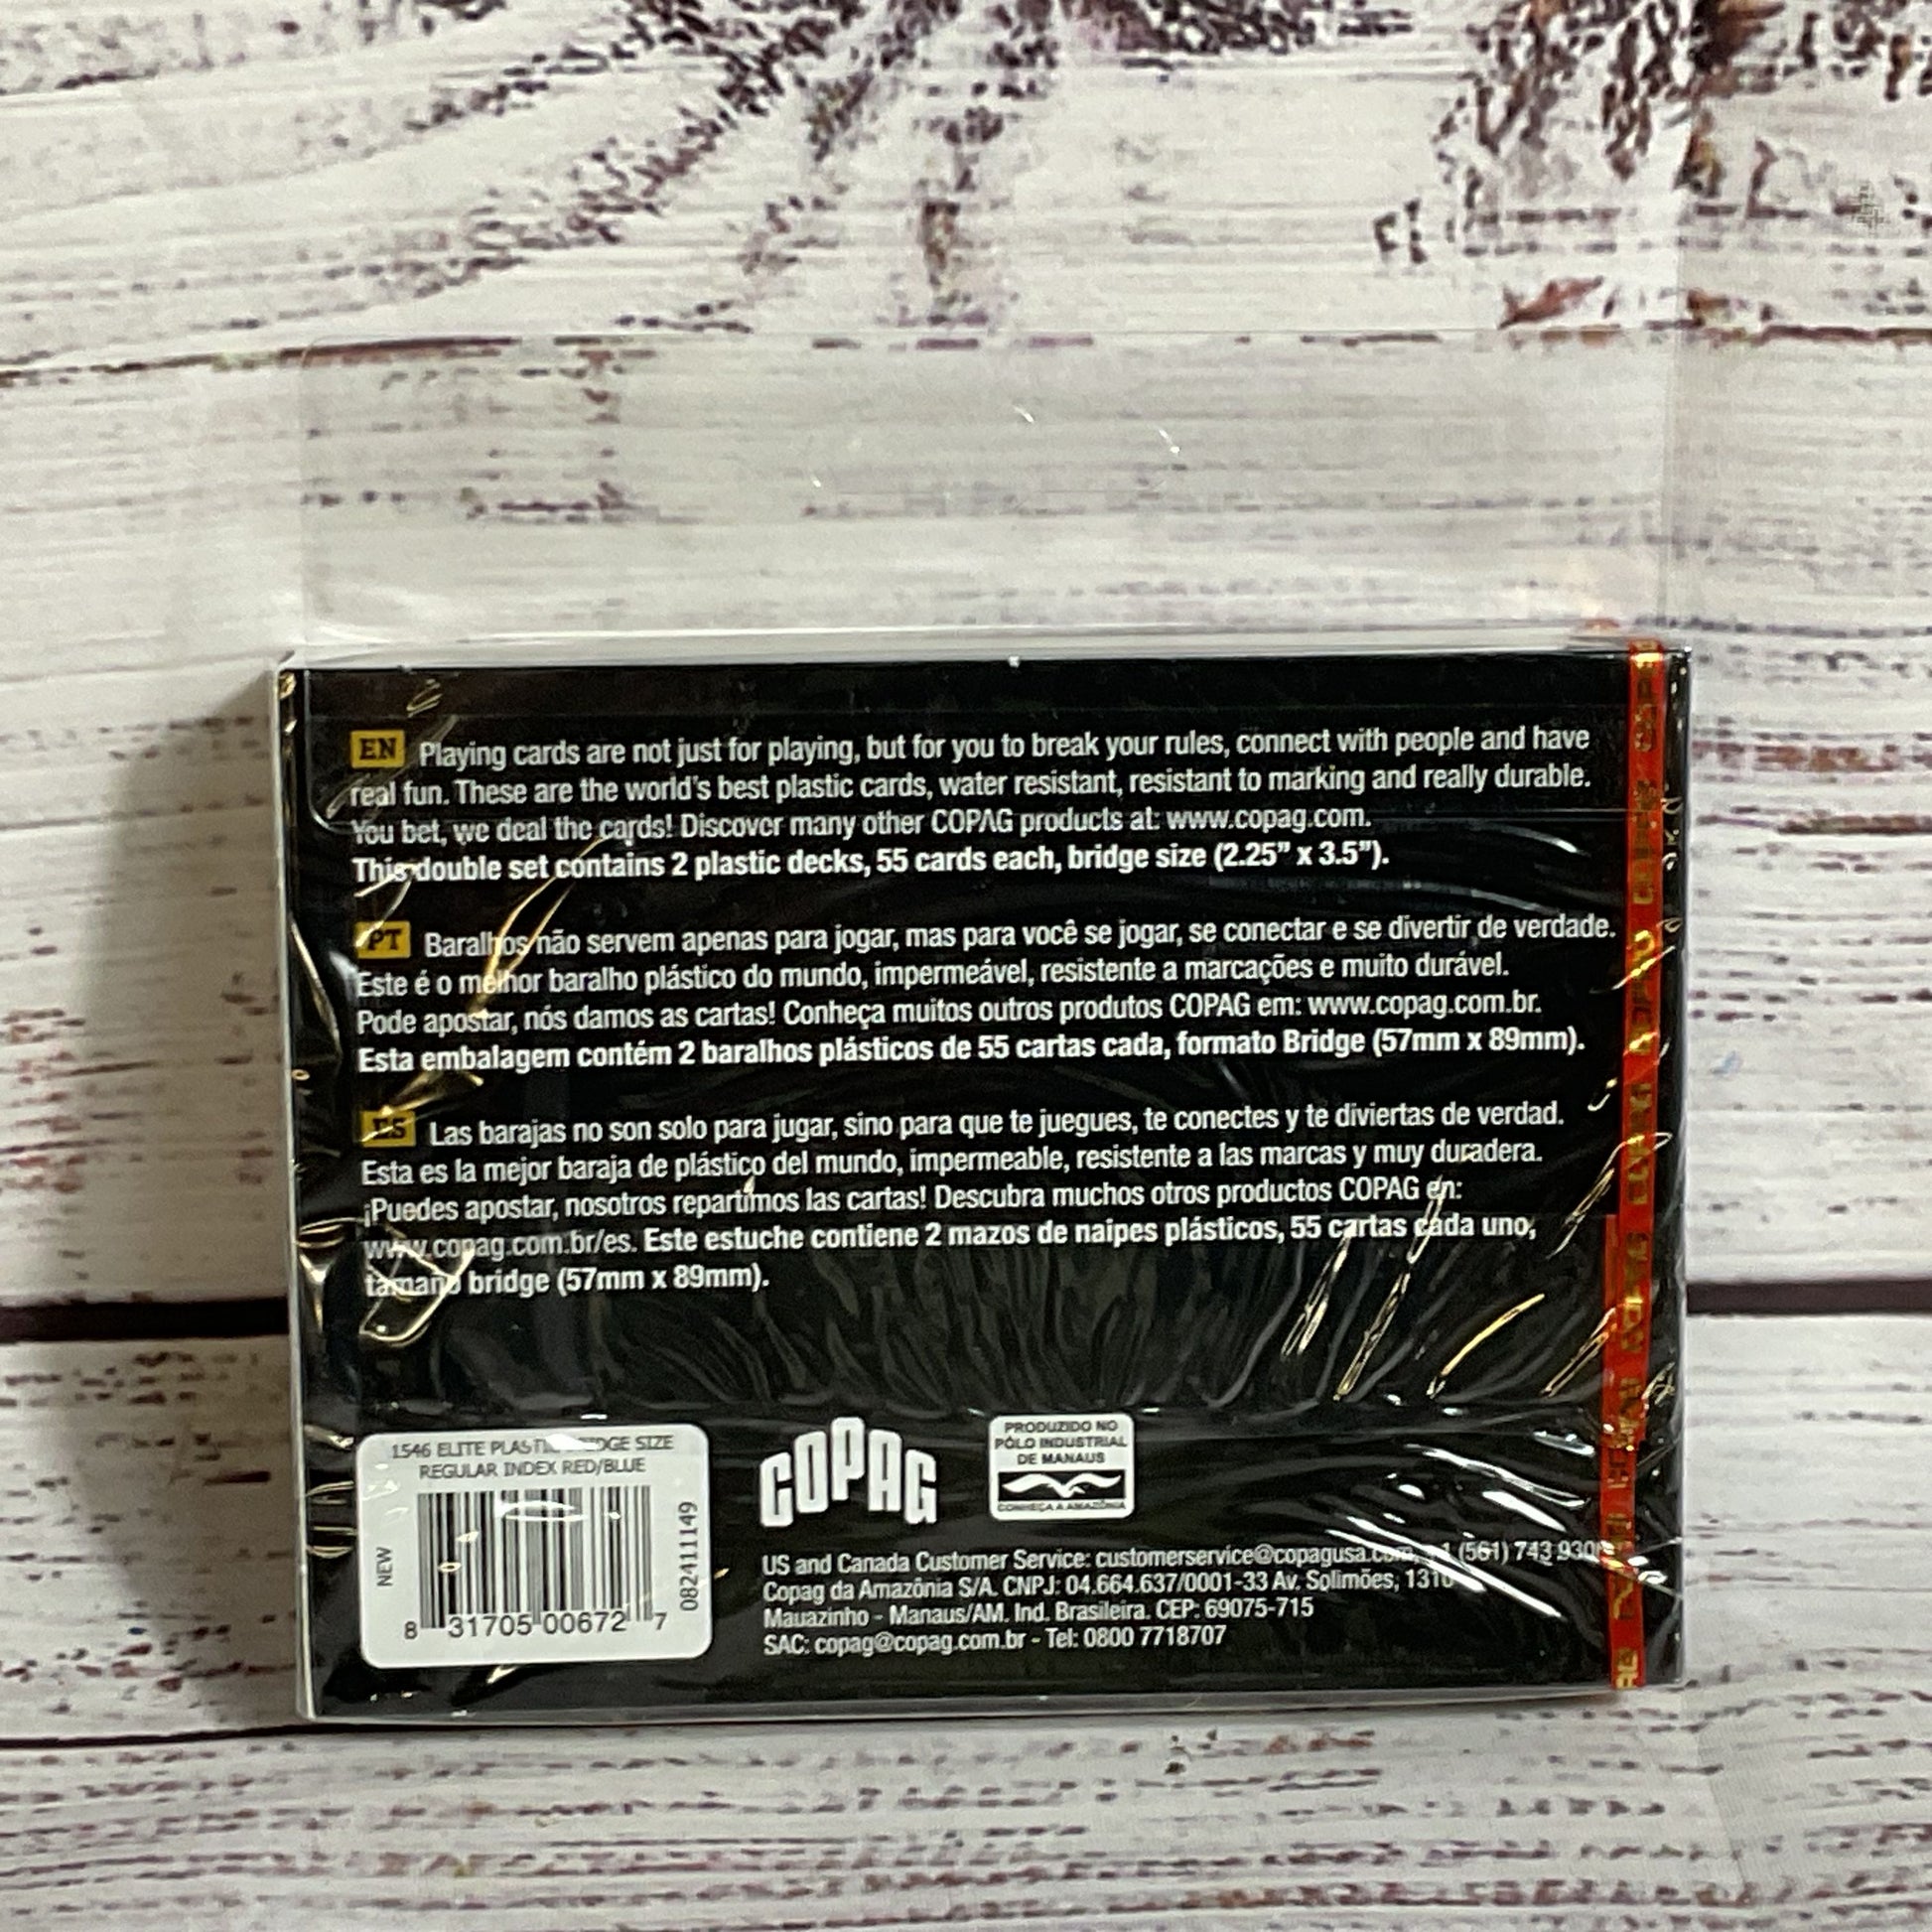 EN Playing cards are not just for playing, but for you to break your rules, connect with people and have
real fun. These are the world's best plastic cards, water resistant, resistant to marking and really durable.
You bet, we deal the cards! Discover many other COPAG products at: www.copag.com.
This double set contains 2 plastic decks, 55 cards each, bridge size (2.25" x 3.5").
PT Baralhos não servem apenas para jogar, mas para você se jogar, se conectar e se divertir de verdade.
Este é o melhor baralho plástico do mundo, impermeável, resistente a marcações e muito durável.
Pode apostar, nós damos as cartas! Conheça muitos outros produtos COPAG em: www.copag.com.br.
Esta embalagem contém 2 baralhos plásticos de 55 cartas cada, formato Bridge (57mm x 89mm).
ES Las barajas no son solo para jugar, sino para que te juegues, te conectes y te diviertas de verdad.
Esta es la mejor baraja de plástico del mundo, impermeable, resistente a las marcas y muy duradera.
¡Puedes apostar, nosotros repartimos las cartas! Descubra muchos otros productos COPAG en:
www.copag.com.br/es. Este estuche contiene 2 mazos de naipes plásticos, 55 cartas cada uno,
tamaño bridge (57mm x 89mm).
1546 ELITE SIZE
REGULAR INDEX RED/BLUE
NEW
082411149
8 31705 00672 7
COPAG
PRODUZIDO NO
PÓLO INDUSTRIAL
DE MANAUS
CONHEÇA A AMAZÔNIA
US and Canada Customer Service: customerservice@copagusa.com, (561) 743
Copag da Amazônia S/A. CNPJ: 04.664.637/0001-33 Av. Solimões,
Mauazinho - Manaus/AM. Ind. Brasileira. CEP: 69075-715
SAC: copag@copag.com.br - Tel: 0800 7718707